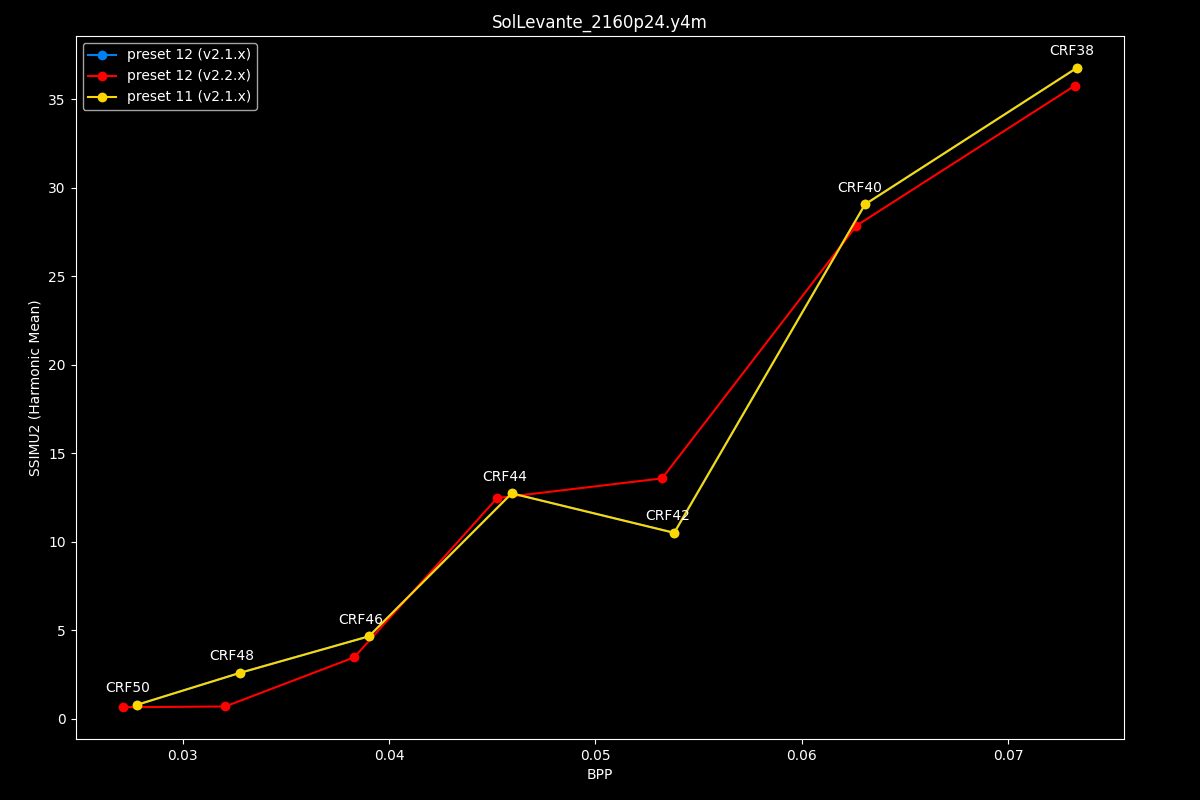 SolLevante_2160p24.y4m
preset 12 (v2.1.x)
preset 12 (v2.2.x)
preset 11 (v2.1.x)
CRF38
CRF40
CRF44
CRF42
CRF46
CRF48
CRF50
35
30
25
20
15
10
5
0
SSIMU2 (Harmonic Mean)
0.03 0.04 0.05 0.06 0.07
BPP